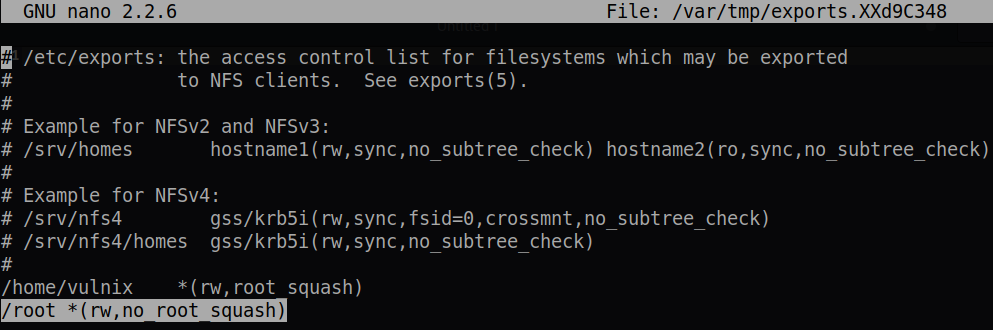 GNU nano 2.2.6 File: /var/tmp/exports.XXd9C348
# /etc/exports: the access control list for filesystems which may be exported
# to NFS clients. See exports(5).
#
# Example for NFSv2 and NFSv3:
# /srv/homes hostname1(rw,sync,no_subtree_check) hostname2(ro,sync,no_subtree_check)
#
# Example for NFSv4:
# /srv/nfs4 gss/krb5i(rw,sync,fsid=0,crossmnt,no_subtree_check)
# /srv/nfs4/homes gss/krb5i(rw,sync,no_subtree_check)
#
/home/vulnix *(rw,root_squash)
/root *(rw,no_root_squash)